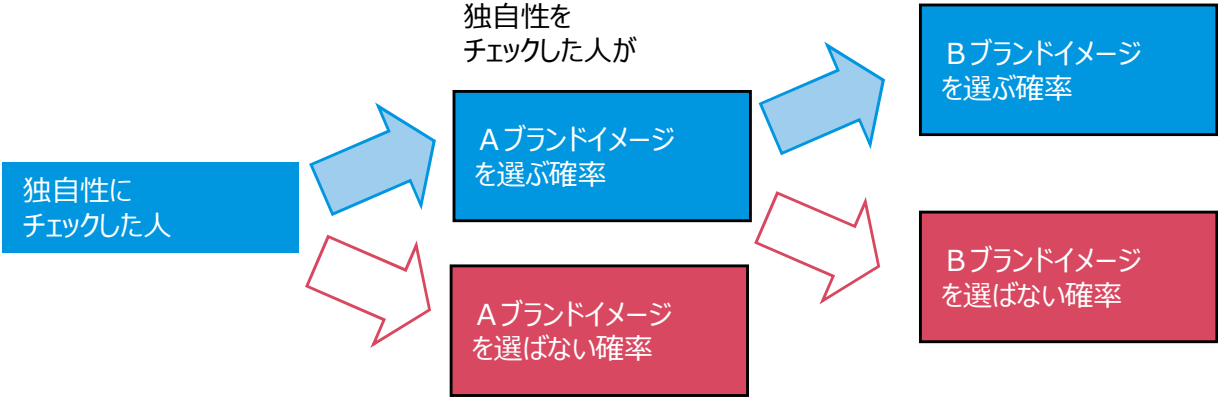 独自性に
チェックした人
独自性を
チェックした人が
Aブランドイメージ
を選ぶ確率
Aブランドイメージ
を選ばない確率
Bブランドイメージ
を選ぶ確率
Bブランドイメージ
を選ばない確率